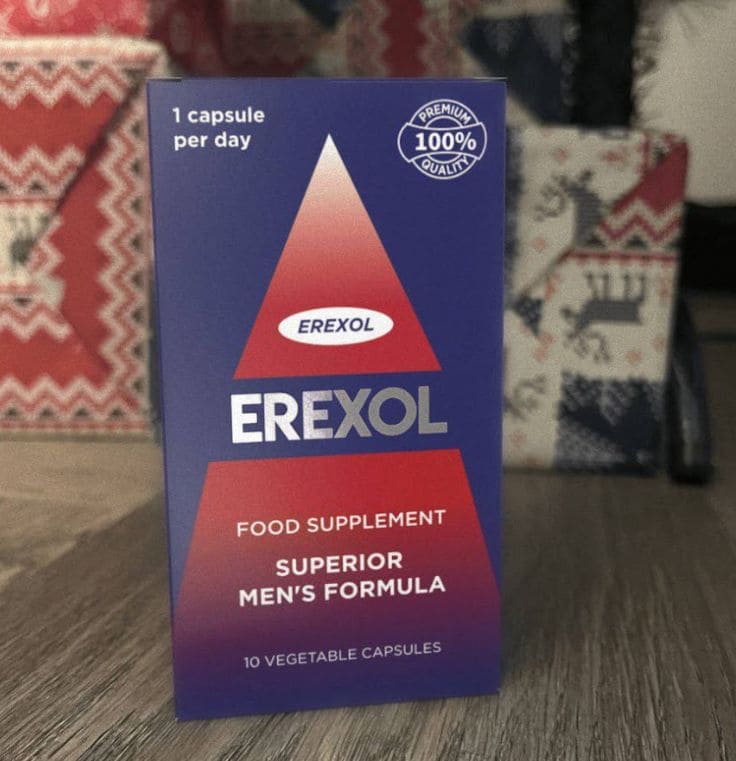 1 capsule
per day
PREMIUM
100%
QUALITY
EREXOL
EREXOL
FOOD SUPPLEMENT
SUPERIOR
MEN'S FORMULA
10 VEGETABLE CAPSULES